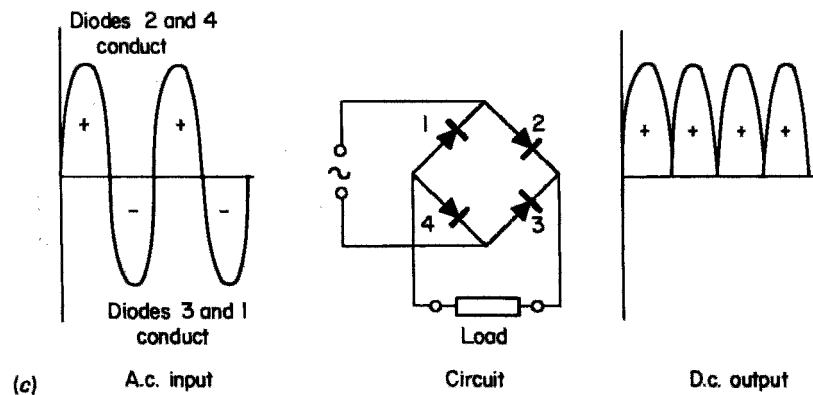 Diodes 2 and 4
conduct
+ +
- -
Diodes 3 and 1
conduct
1 2
~
4 3
Load
+ + + +
(c) A.c. input Circuit D.c. output